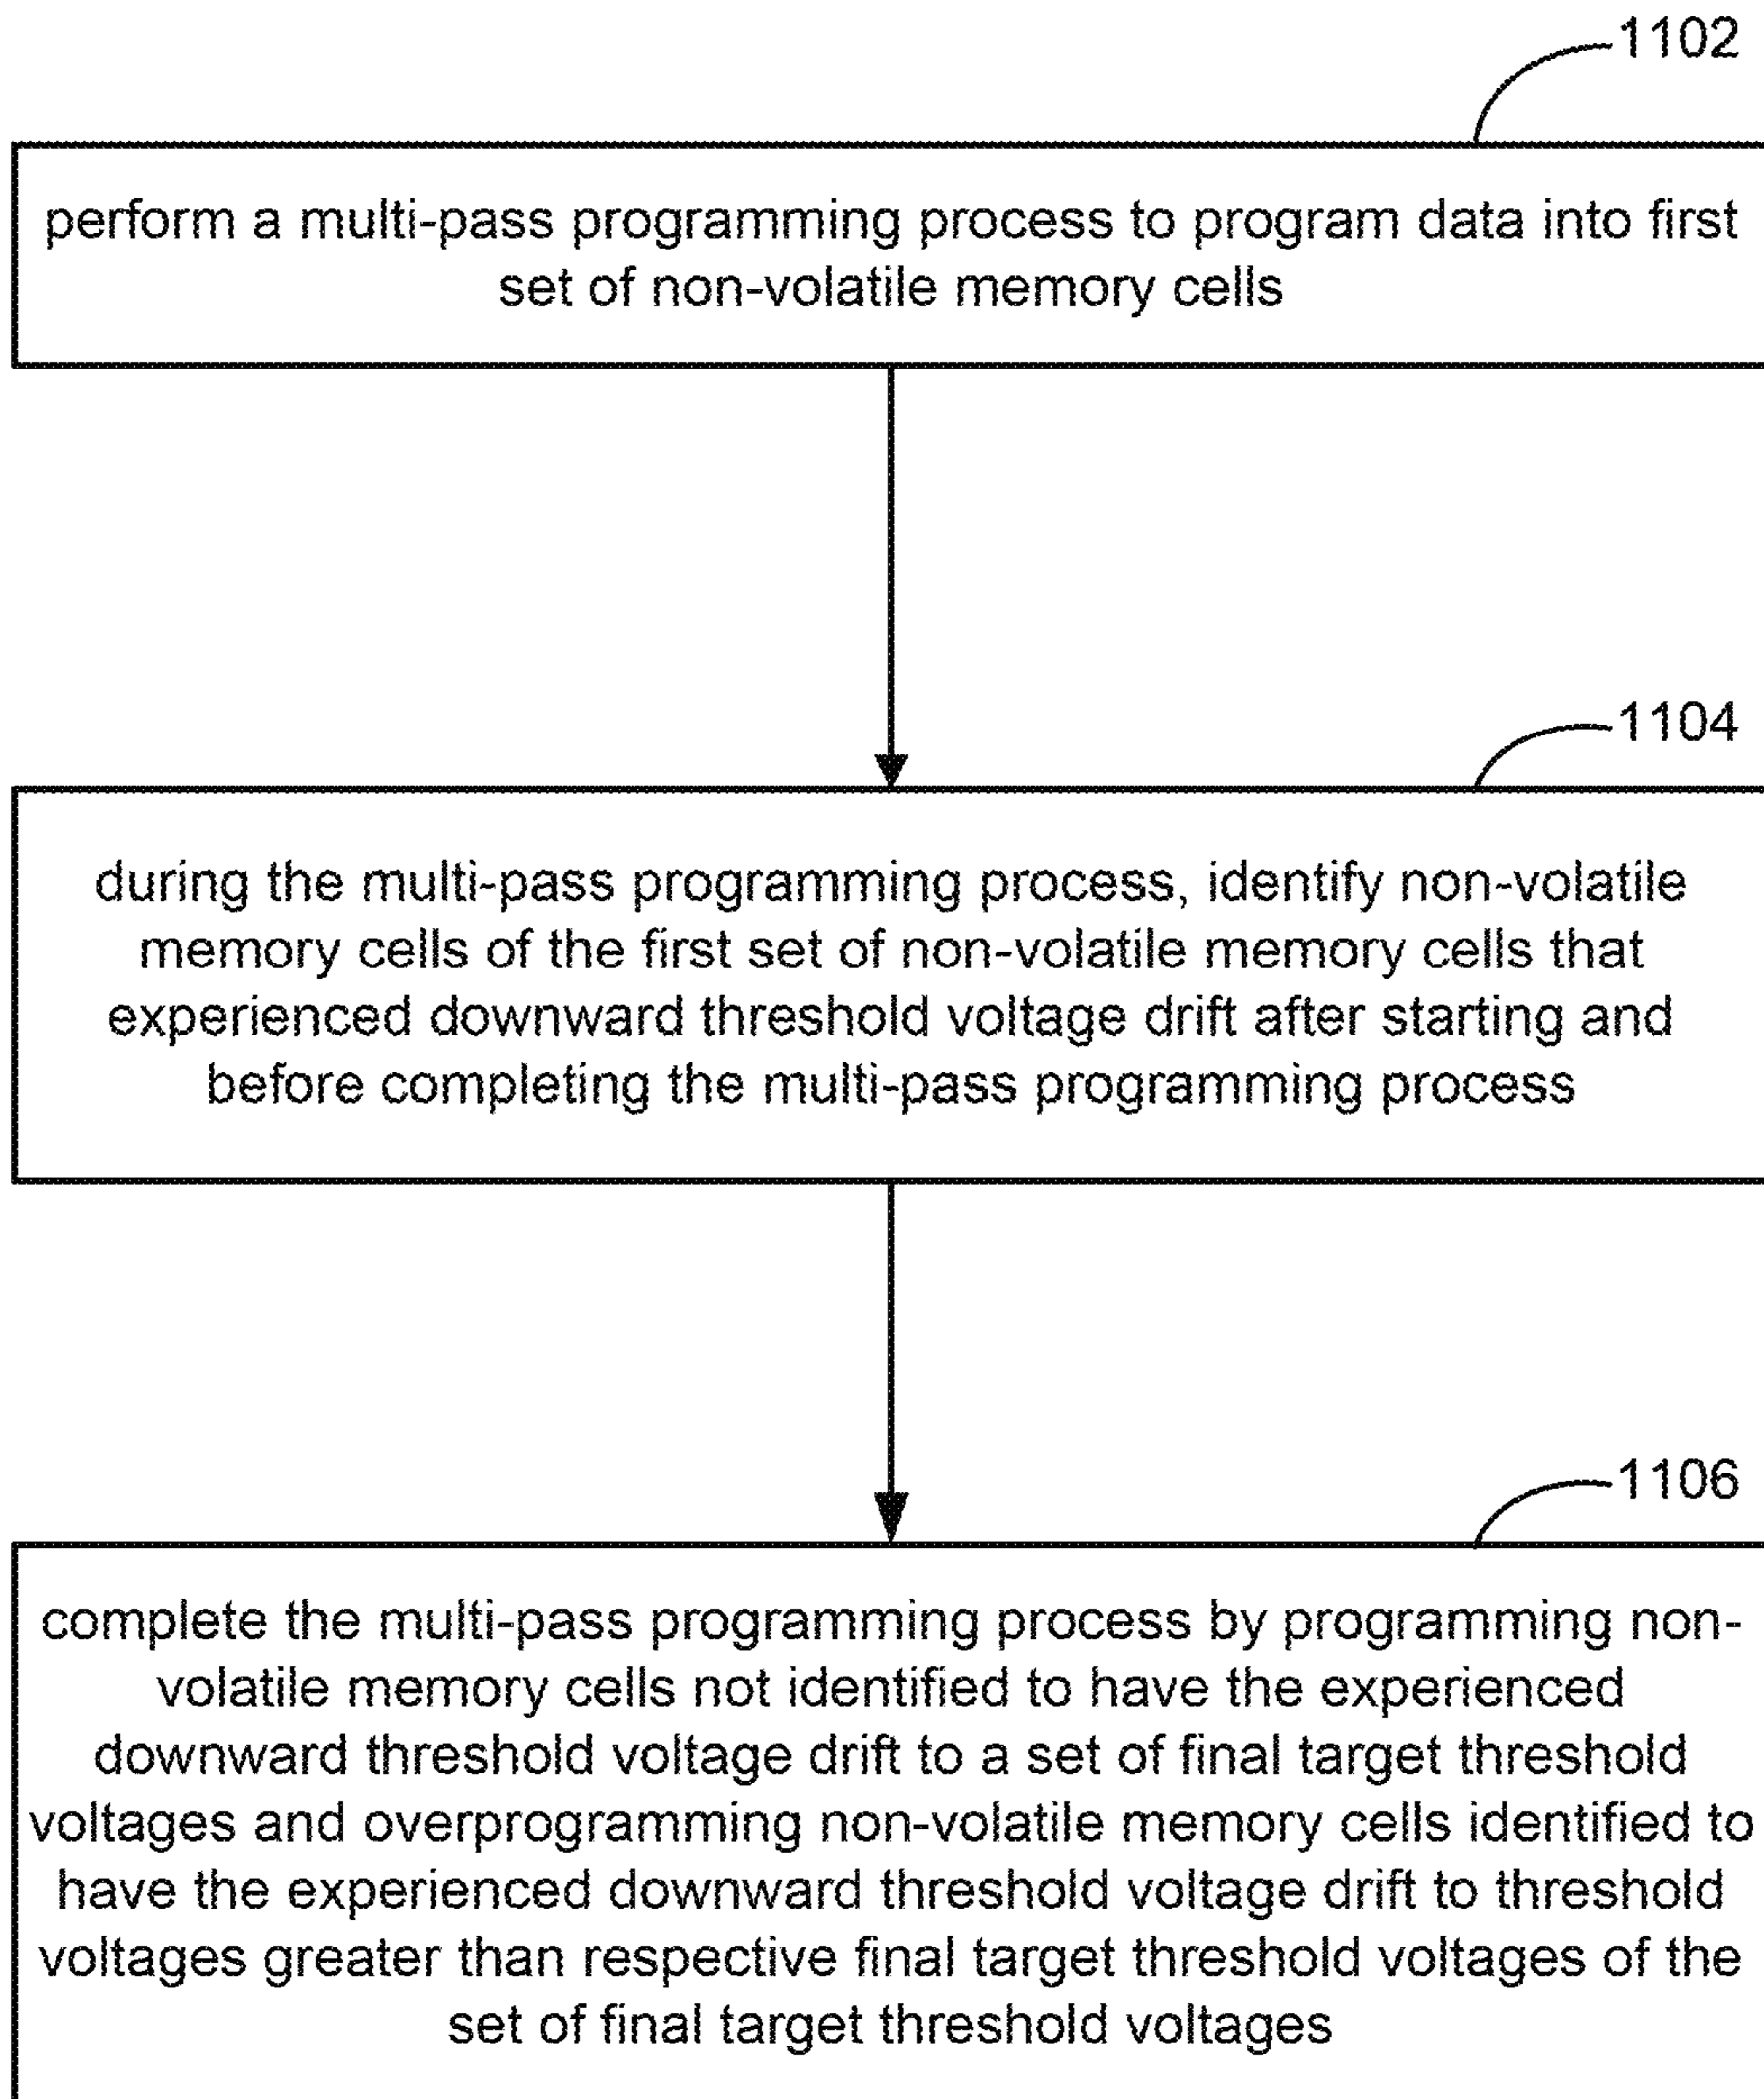 1102
perform a multi-pass programming process to program data into first
set of non-volatile memory cells
1104
during the multi-pass programming process, identify non-volatile
memory cells of the first set of non-volatile memory cells that
experienced downward threshold voltage drift after starting and
before completing the multi-pass programming process
1106
complete the multi-pass programming process by programming non-
volatile memory cells not identified to have the experienced
downward threshold voltage drift to a set of final target threshold
voltages and overprogramming non-volatile memory cells identified to
have the experienced downward threshold voltage drift to threshold
voltages greater than respective final target threshold voltages of the
set of final target threshold voltages